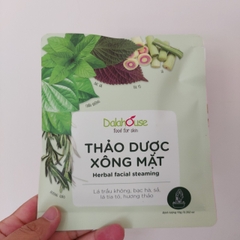 Dalahouse
food for skin
THẢO DƯỢC
XÔNG MẶT
Herbal facial steaming
Lá trầu không, bạc hà, sả
lá tía tô, hương thảo